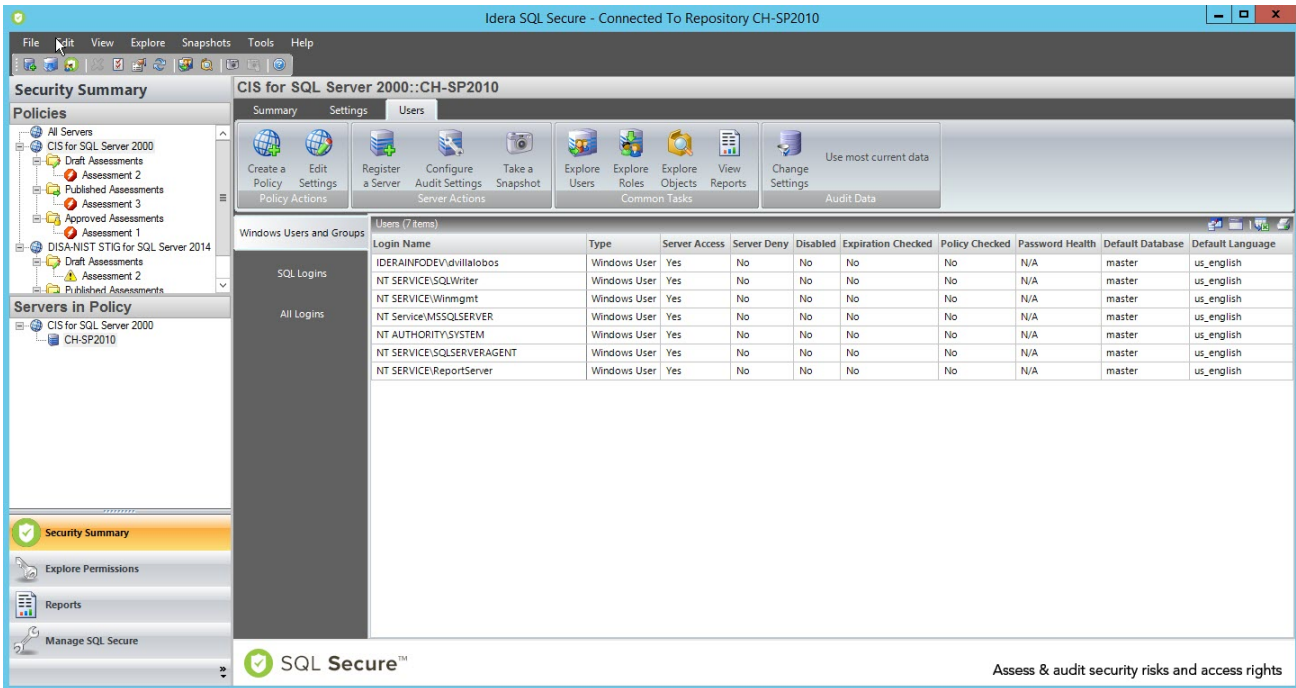 Idera SQL Secure - Connected To Repository CH-SP2010
File Edit View Explore Snapshots Tools Help
Security Summary
Policies
All Servers
CIS for SQL Server 2000
Draft Assessments
Assessment 2
Published Assessments
Assessment 3
Approved Assessments
Assessment 1
DISA-NIST STIG for SQL Server 2014
Draft Assessments
Assessment 2
Published Assessments
Servers in Policy
CIS for SQL Server 2000
CH-SP2010
Security Summary
Explore Permissions
Reports
Manage SQL Secure
CIS for SQL Server 2000::CH-SP2010
Summary Settings Users
Create a Policy
Edit Settings
Policy Actions
Register a Server
Configure Audit Settings
Take a Snapshot
Server Actions
Explore Users
Explore Roles
Explore Objects
View Reports
Common Tasks
Change Settings
Use most current data
Audit Data
Windows Users and Groups
SQL Logins
All Logins
Users (7 items)
Login Name Type Server Access Server Deny Disabled Expiration Checked Policy Checked Password Health Default Database Default Language
IDERAINFODEV\dvillalobos Windows User Yes No No No No N/A master us_english
NT SERVICE\SQLWriter Windows User Yes No No No No N/A master us_english
NT SERVICE\Winmgmt Windows User Yes No No No No N/A master us_english
NT Service\MSSQLSERVER Windows User Yes No No No No N/A master us_english
NT AUTHORITY\SYSTEM Windows User Yes No No No No N/A master us_english
NT SERVICE\SQLSERVERAGENT Windows User Yes No No No No N/A master us_english
NT SERVICE\ReportServer Windows User Yes No No No No N/A master us_english
SQL Secure™
Assess & audit security risks and access rights